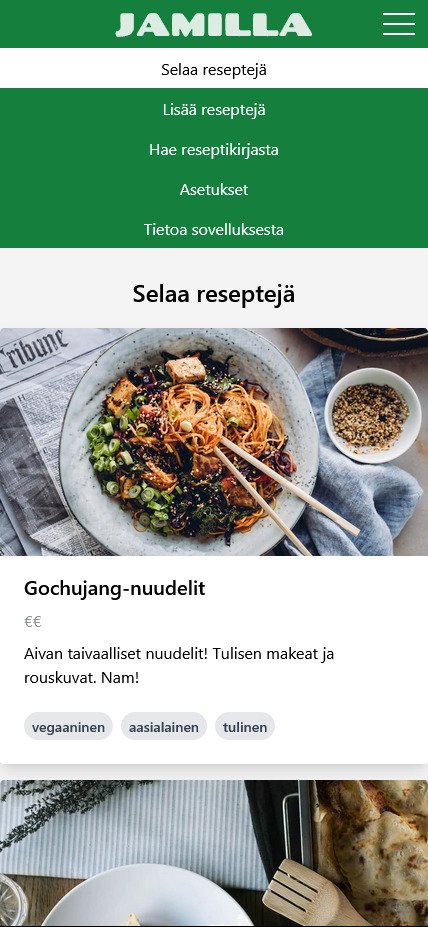 JAMILLA
Selaa reseptejä
Lisää reseptejä
Hae reseptikirjasta
Asetukset
Tietoa sovelluksesta
Selaa reseptejä
Tribune
Gochujang-nuudelit
€€
Aivan taivaalliset nuudelit! Tulisen makeat ja
rouskuvat. Nam!
vegaaninen aasialainen tulinen